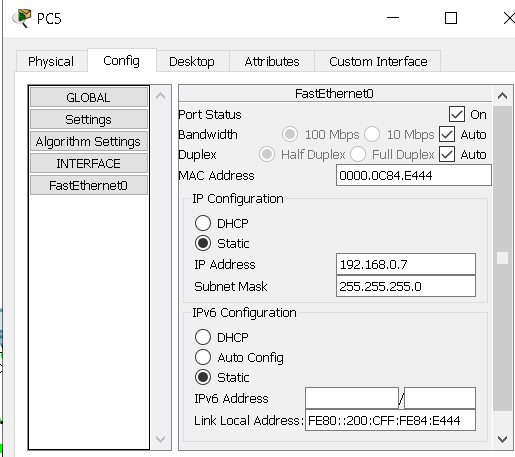 PC5
Physical Config Desktop Attributes Custom Interface
GLOBAL
Settings
Algorithm Settings
INTERFACE
FastEthernet0
FastEthernet0
Port Status On
Bandwidth 100 Mbps 10 Mbps Auto
Duplex Half Duplex Full Duplex Auto
MAC Address 0000.0C84.E444
IP Configuration
DHCP
Static
IP Address 192.168.0.7
Subnet Mask 255.255.255.0
IPv6 Configuration
DHCP
Auto Config
Static
IPv6 Address /
Link Local Address: FE80::200:CFF:FE84:E444